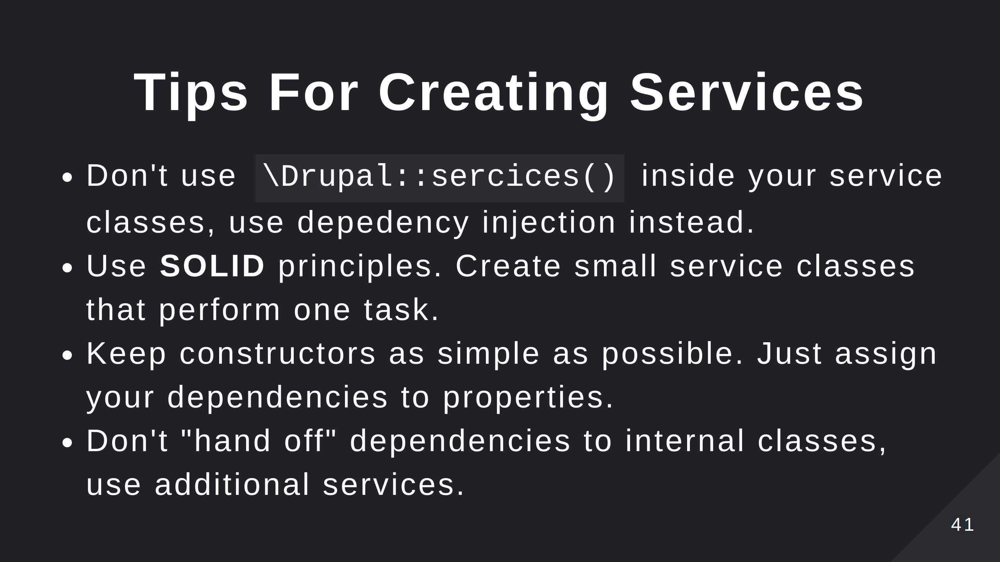 Tips For Creating Services
• Don't use \Drupal::sercices() inside your service
classes, use depedency injection instead.
• Use SOLID principles. Create small service classes
that perform one task.
• Keep constructors as simple as possible. Just assign
your dependencies to properties.
• Don't "hand off" dependencies to internal classes,
use additional services.
41